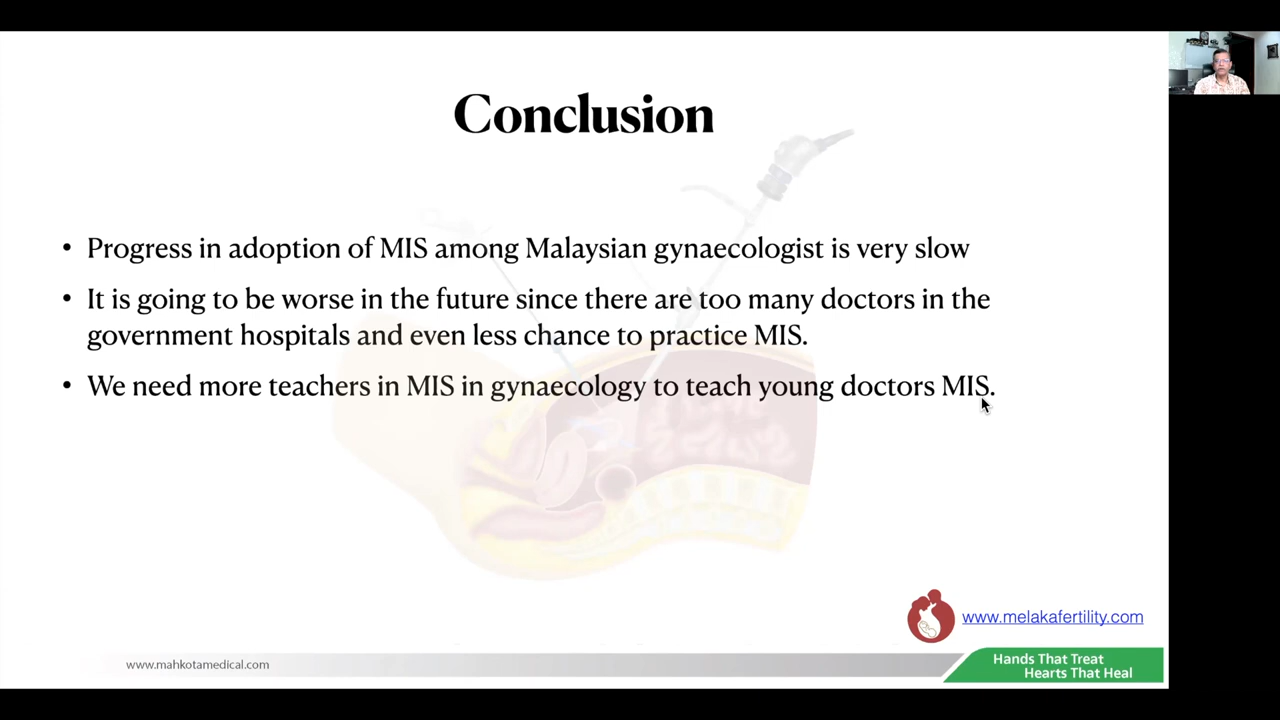 Conclusion
• Progress in adoption of MIS among Malaysian gynaecologist is very slow
• It is going to be worse in the future since there are too many doctors in the
government hospitals and even less chance to practice MIS.
• We need more teachers in MIS in gynaecology to teach young doctors MIS.
www.melakafertility.com
www.mahkotamedical.com
Hands That Treat
Hearts That Heal